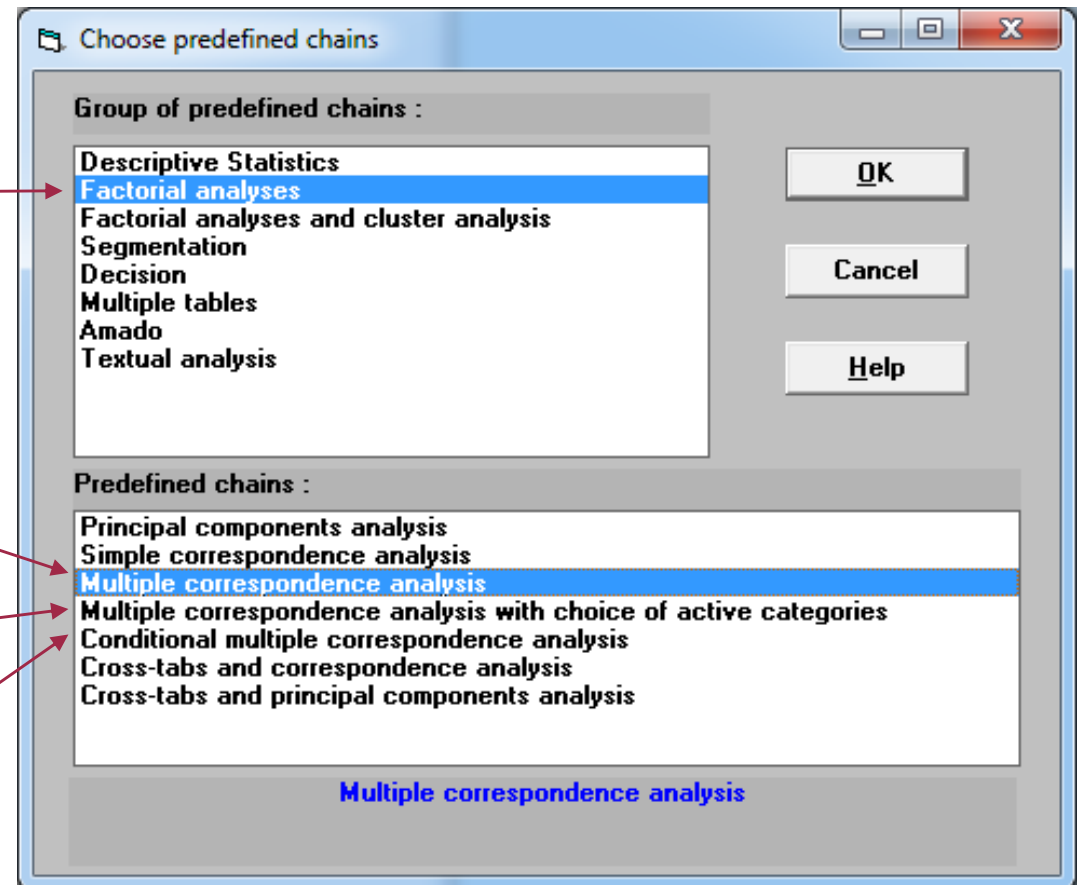 Choose predefined chains
Group of predefined chains :
Descriptive Statistics
Factorial analyses
Factorial analyses and cluster analysis
Segmentation
Decision
Multiple tables
Amado
Textual analysis
OK
Cancel
Help
Predefined chains :
Principal components analysis
Simple correspondence analysis
Multiple correspondence analysis
Multiple correspondence analysis with choice of active categories
Conditional multiple correspondence analysis
Cross-tabs and correspondence analysis
Cross-tabs and principal components analysis
Multiple correspondence analysis